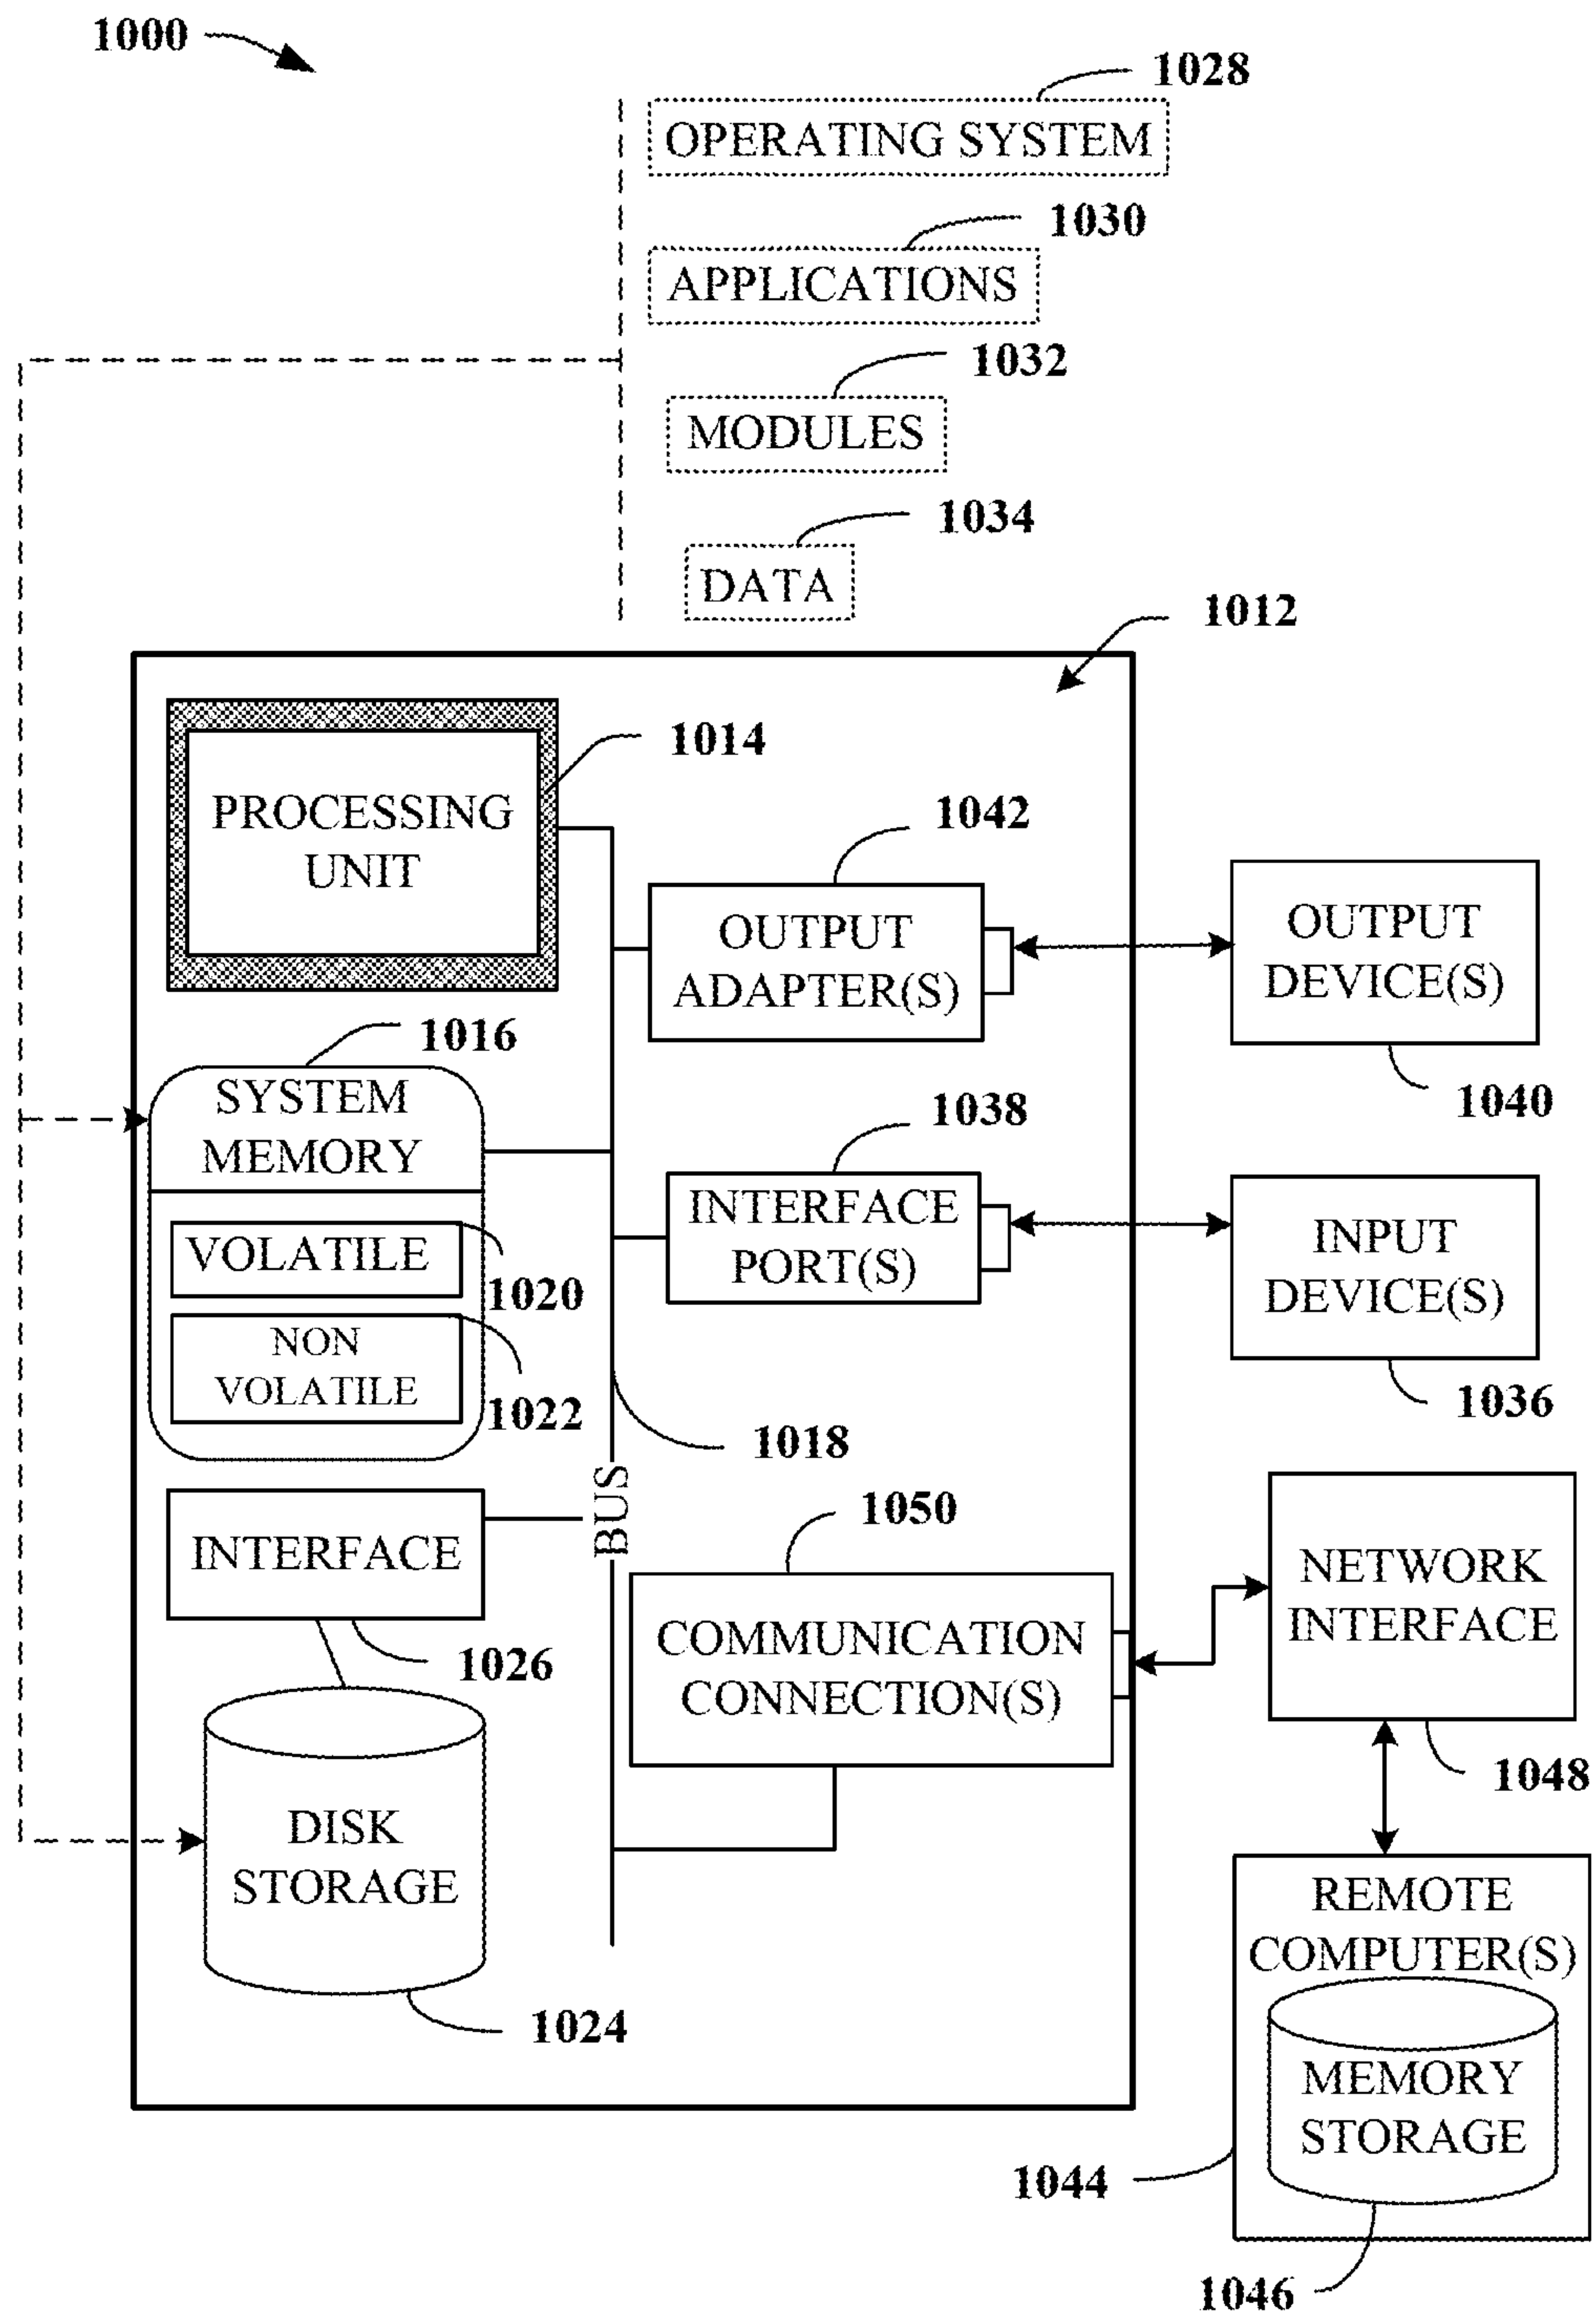 1000
1028
OPERATING SYSTEM
1030
APPLICATIONS
1032
MODULES
1034
DATA
1012
1014
PROCESSING
UNIT
1042
OUTPUT
ADAPTER(S)
OUTPUT
DEVICE(S)
1040
1016
SYSTEM
MEMORY
VOLATILE
1020
NON
VOLATILE
1022
1038
INTERFACE
PORT(S)
INPUT
DEVICE(S)
1036
1018
BUS
INTERFACE
1026
1050
COMMUNICATION
CONNECTION(S)
NETWORK
INTERFACE
1048
DISK
STORAGE
1024
REMOTE
COMPUTER(S)
MEMORY
STORAGE
1044
1046